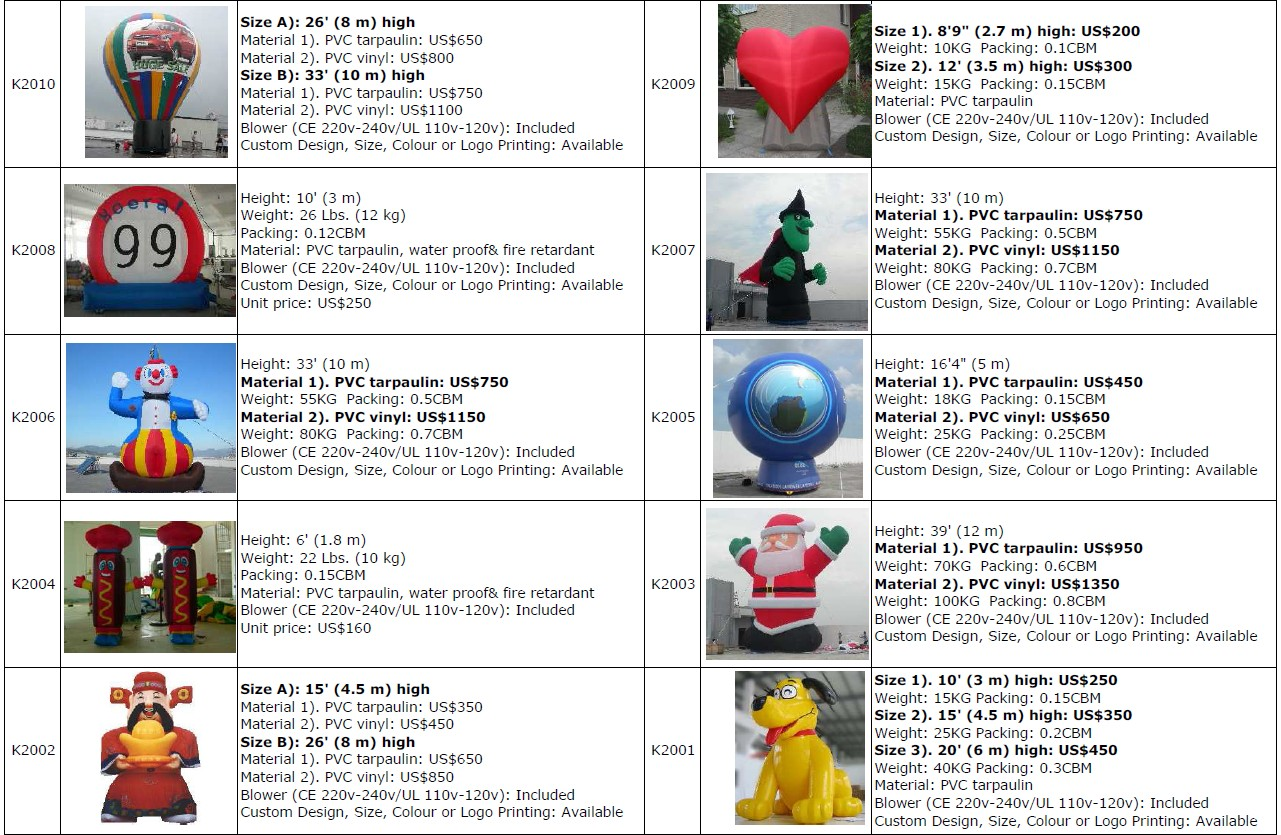 K2010
HUGE SALE
Size A): 26' (8 m) high
Material 1). PVC tarpaulin: US$650
Material 2). PVC vinyl: US$800
Size B): 33' (10 m) high
Material 1). PVC tarpaulin: US$750
Material 2). PVC vinyl: US$1100
Blower (CE 220v-240v/UL 110v-120v): Included
Custom Design, Size, Colour or Logo Printing: Available
K2009
Size 1). 8'9" (2.7 m) high: US$200
Weight: 10KG  Packing: 0.1CBM
Size 2). 12' (3.5 m) high: US$300
Weight: 15KG  Packing: 0.15CBM
Material: PVC tarpaulin
Blower (CE 220v-240v/UL 110v-120v): Included
Custom Design, Size, Colour or Logo Printing: Available
K2008
Hoera!
99
Height: 10' (3 m)
Weight: 26 Lbs. (12 kg)
Packing: 0.12CBM
Material: PVC tarpaulin, water proof& fire retardant
Blower (CE 220v-240v/UL 110v-120v): Included
Custom Design, Size, Colour or Logo Printing: Available
Unit price: US$250
K2007
Height: 33' (10 m)
Material 1). PVC tarpaulin: US$750
Weight: 55KG  Packing: 0.5CBM
Material 2). PVC vinyl: US$1150
Weight: 80KG  Packing: 0.7CBM
Blower (CE 220v-240v/UL 110v-120v): Included
Custom Design, Size, Colour or Logo Printing: Available
K2006
Height: 33' (10 m)
Material 1). PVC tarpaulin: US$750
Weight: 55KG  Packing: 0.5CBM
Material 2). PVC vinyl: US$1150
Weight: 80KG  Packing: 0.7CBM
Blower (CE 220v-240v/UL 110v-120v): Included
Custom Design, Size, Colour or Logo Printing: Available
K2005
Height: 16'4" (5 m)
Material 1). PVC tarpaulin: US$450
Weight: 18KG  Packing: 0.15CBM
Material 2). PVC vinyl: US$650
Weight: 25KG  Packing: 0.25CBM
Blower (CE 220v-240v/UL 110v-120v): Included
Custom Design, Size, Colour or Logo Printing: Available
K2004
Height: 6' (1.8 m)
Weight: 22 Lbs. (10 kg)
Packing: 0.15CBM
Material: PVC tarpaulin, water proof& fire retardant
Blower (CE 220v-240v/UL 110v-120v): Included
Unit price: US$160
K2003
Height: 39' (12 m)
Material 1). PVC tarpaulin: US$950
Weight: 70KG  Packing: 0.6CBM
Material 2). PVC vinyl: US$1350
Weight: 100KG  Packing: 0.8CBM
Blower (CE 220v-240v/UL 110v-120v): Included
Custom Design, Size, Colour or Logo Printing: Available
K2002
Size A): 15' (4.5 m) high
Material 1). PVC tarpaulin: US$350
Material 2). PVC vinyl: US$450
Size B): 26' (8 m) high
Material 1). PVC tarpaulin: US$650
Material 2). PVC vinyl: US$850
Blower (CE 220v-240v/UL 110v-120v): Included
Custom Design, Size, Colour or Logo Printing: Available
K2001
Size 1). 10' (3 m) high: US$250
Weight: 15KG Packing: 0.15CBM
Size 2). 15' (4.5 m) high: US$350
Weight: 25KG Packing: 0.2CBM
Size 3). 20' (6 m) high: US$450
Weight: 40KG Packing: 0.3CBM
Material: PVC tarpaulin
Blower (CE 220v-240v/UL 110v-120v): Included
Custom Design, Size, Colour or Logo Printing: Available